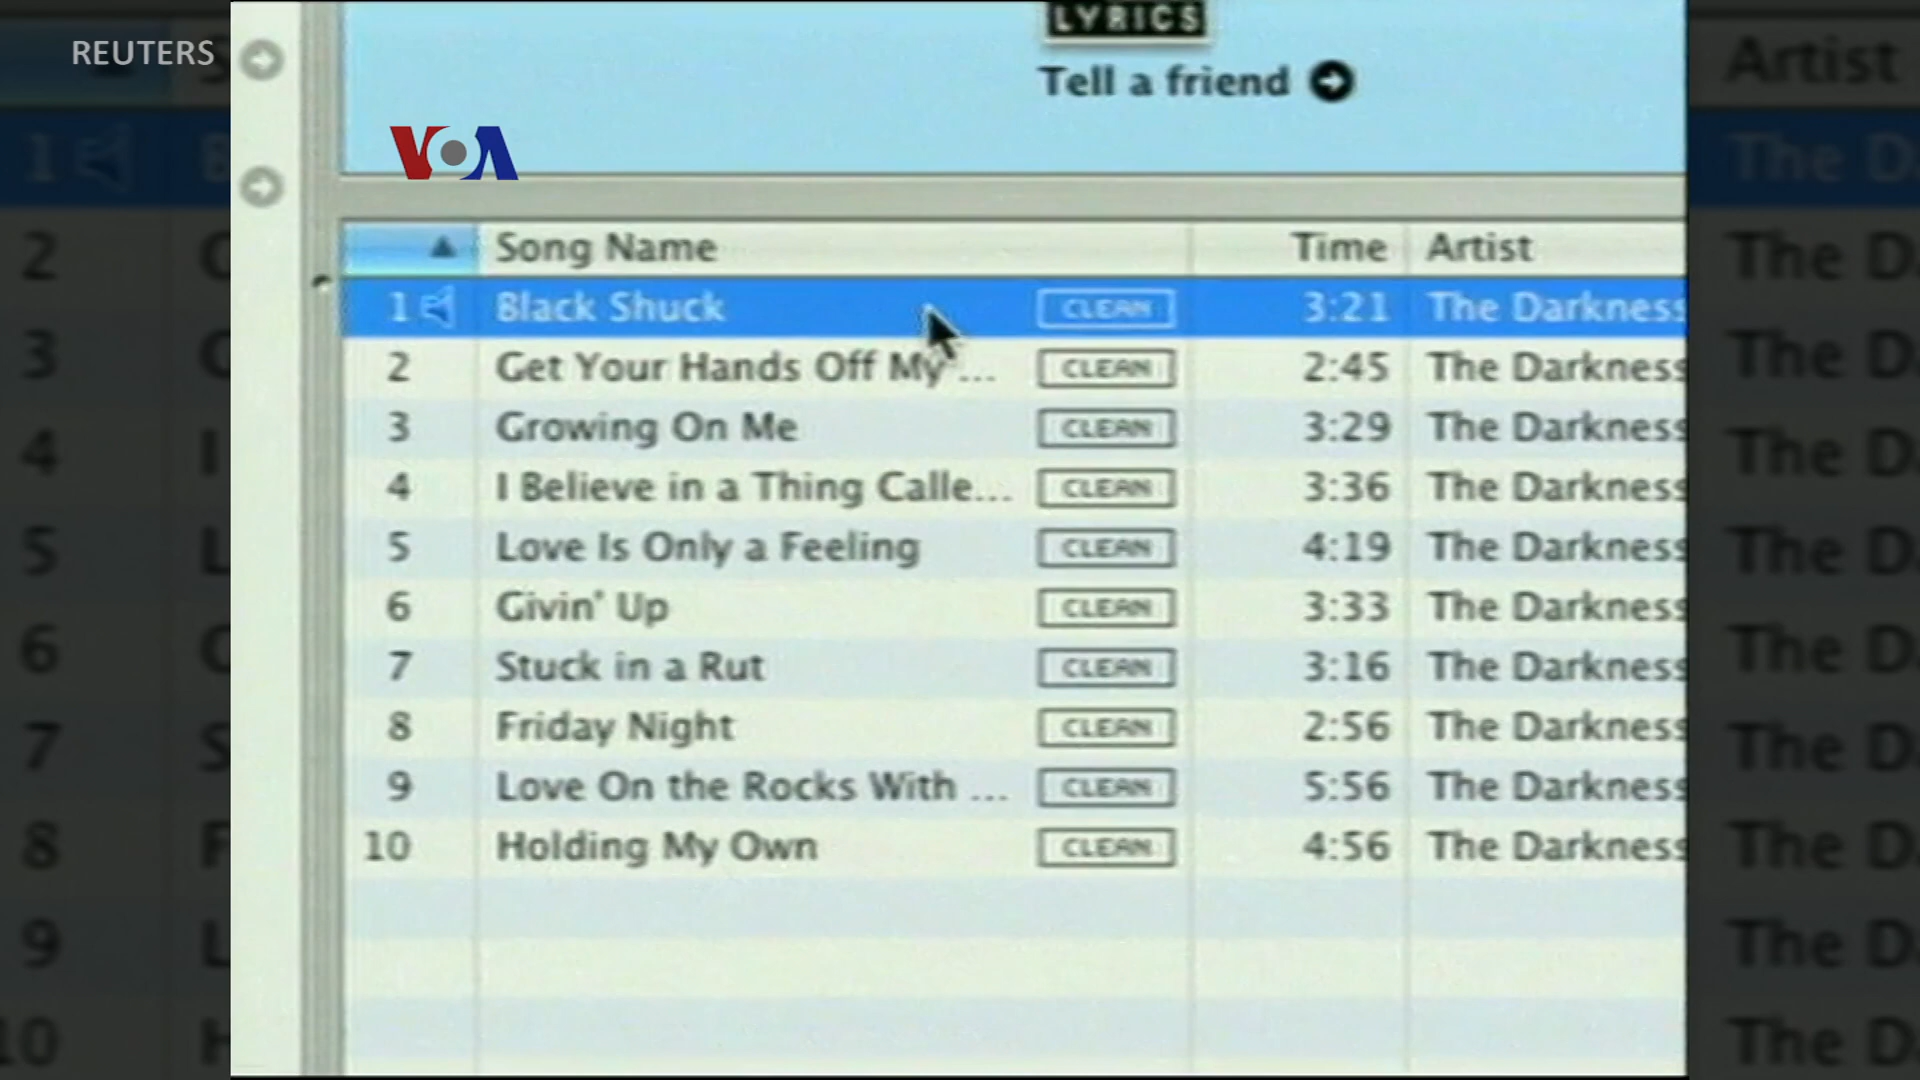 REUTERS
LYRICS
Tell a friend
VOA
Song Name Time Artist
1 Black Shuck CLEAN 3:21 The Darkness
2 Get Your Hands Off My ... CLEAN 2:45 The Darkness
3 Growing On Me CLEAN 3:29 The Darkness
4 I Believe in a Thing Calle... CLEAN 3:36 The Darkness
5 Love Is Only a Feeling CLEAN 4:19 The Darkness
6 Givin' Up CLEAN 3:33 The Darkness
7 Stuck in a Rut CLEAN 3:16 The Darkness
8 Friday Night CLEAN 2:56 The Darkness
9 Love On the Rocks With ... CLEAN 5:56 The Darkness
10 Holding My Own CLEAN 4:56 The Darkness